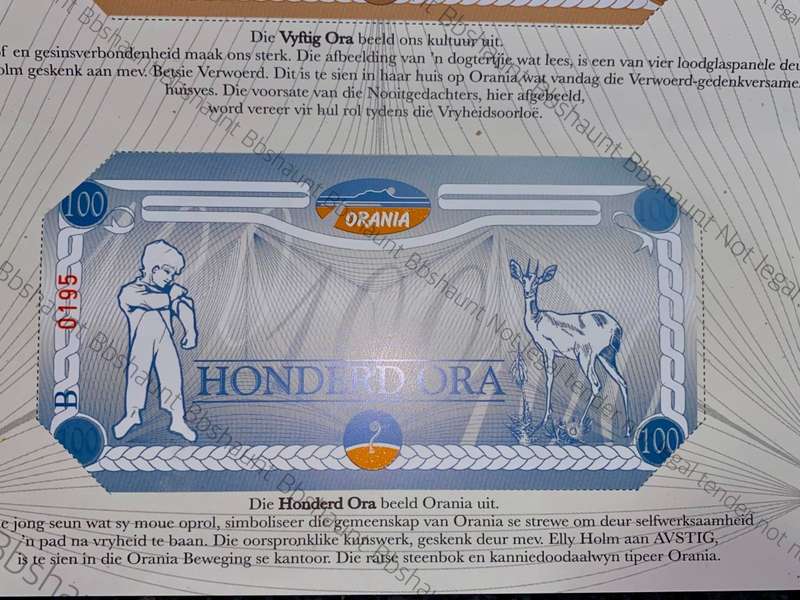 Die Vyftig Ora beeld ons kultuur uit.
of en gesinsverbondenheid maak ons sterk. Die afbeelding van 'n dogtertjie wat lees, is een van vier loodglaspanele deu
olm geskenk aan mev. Betsie Verwoerd. Dit is te sien in haar huis op Orania wat vandag die Verwoerd-gedenkversame
huisves. Die voorsate van die Nooitgedachters, hier afgebeeld,
word vereer vir hul rol tydens die Vryheidsoorloë.
100
100
ORANIA
B 0195
HONDERD ORA
100
100
Die Honderd Ora beeld Orania uit.
e jong seun wat sy moue oprol, simboliseer die gemeenskap van Orania se strewe om deur selfwerksaamheid
'n pad na vryheid te baan. Die oorspronklike kunswerk, geskenk deur mev. Elly Holm aan AVSTIG,
is te sien in die Orania Beweging se kantoor. Die ratse steenbok en kanniedoodaalwyn tipeer Orania.
Bbshaunt Not legal tender